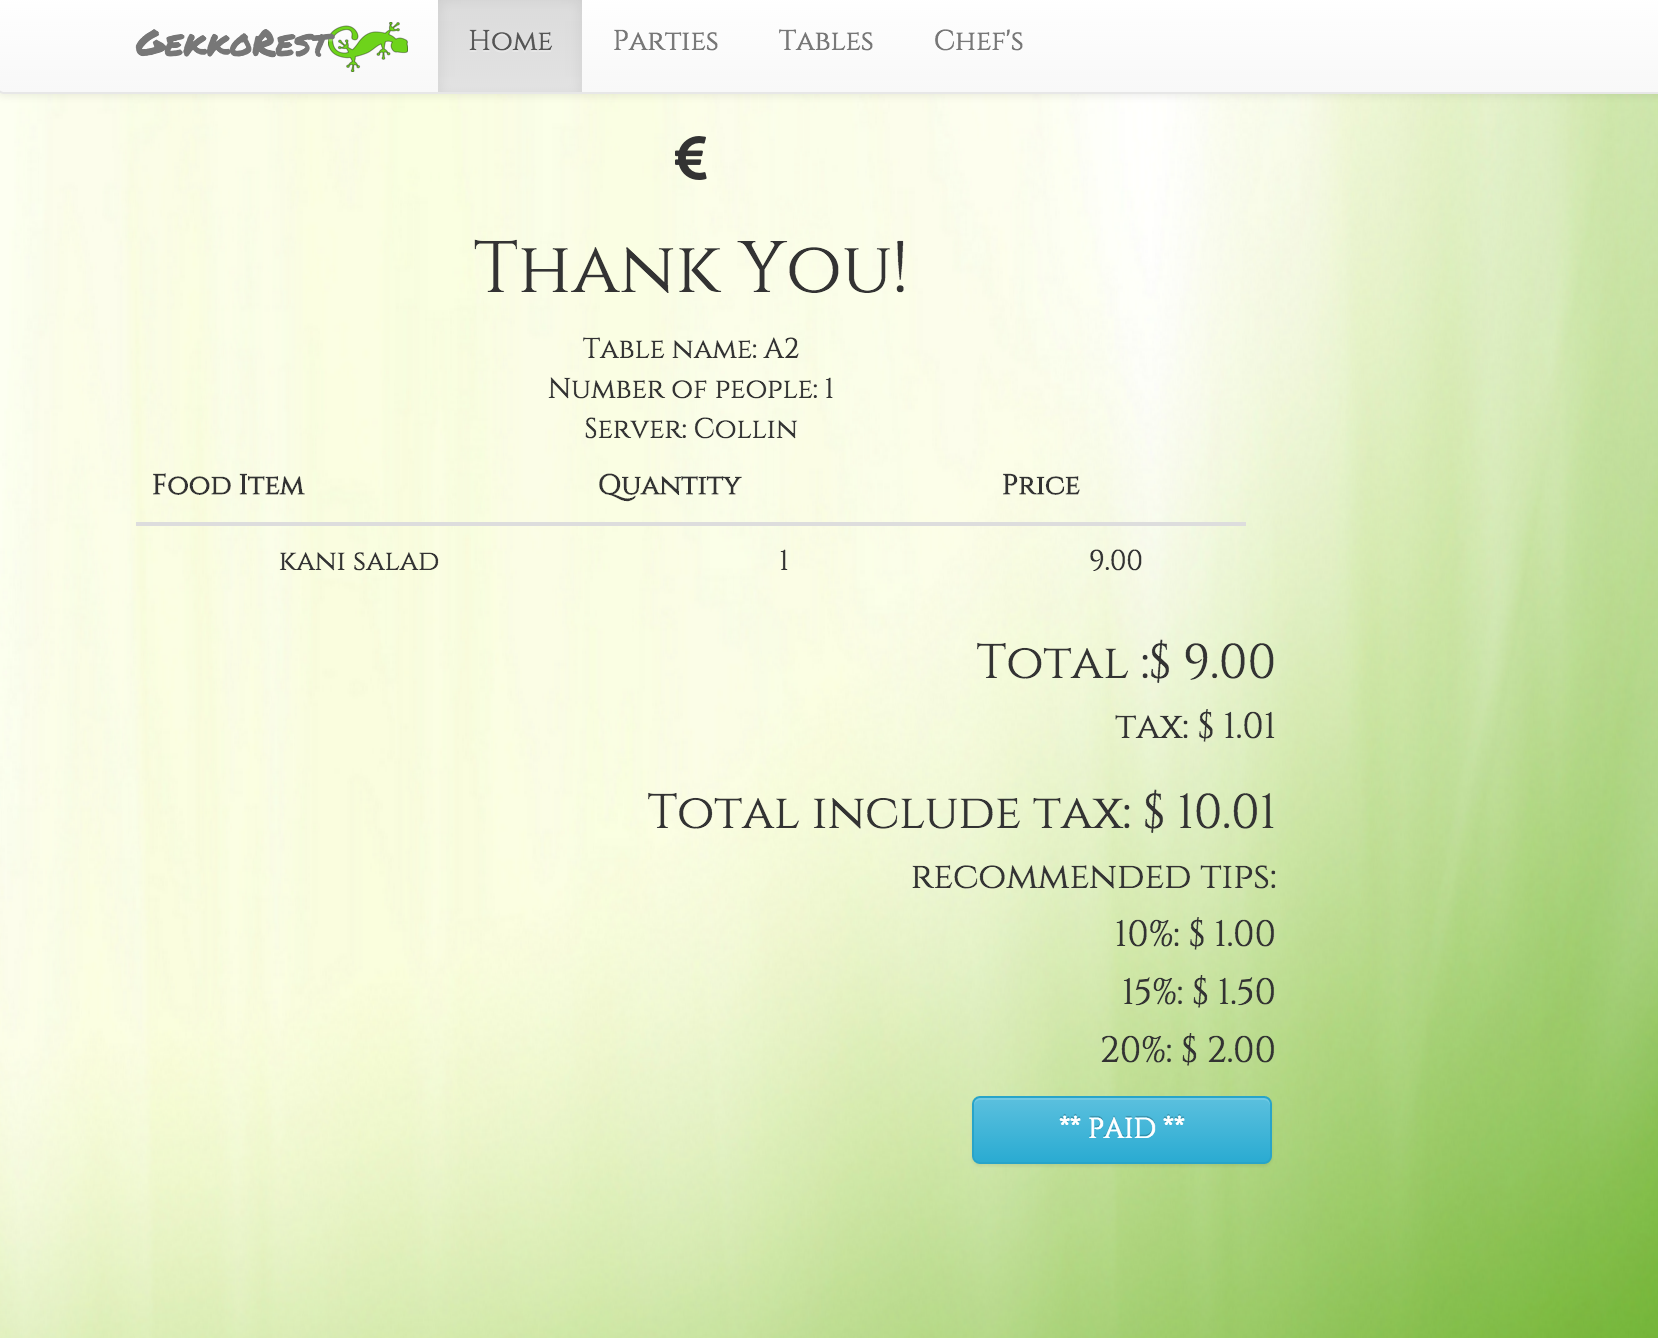 GekkoRest Home Parties Tables Chef's
€
Thank You!
Table name: A2
Number of people: 1
Server: Collin
Food Item Quantity Price
kani salad 1 9.00
Total :$ 9.00
tax: $ 1.01
Total include tax: $ 10.01
recommended tips:
10%: $ 1.00
15%: $ 1.50
20%: $ 2.00
** PAID **